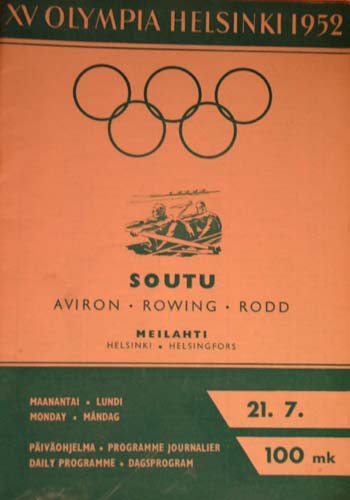 XV OLYMPIA HELSINKI 1952
SOUTU
AVIRON • ROWING • RODD
MEILAHTI
HELSINKI • HELSINGFORS
MAANANTAI • LUNDI
MONDAY • MÅNDAG
21. 7.
PÄIVÄOHJELMA • PROGRAMME JOURNALIER
DAILY PROGRAMME • DAGSPROGRAM
100 mk